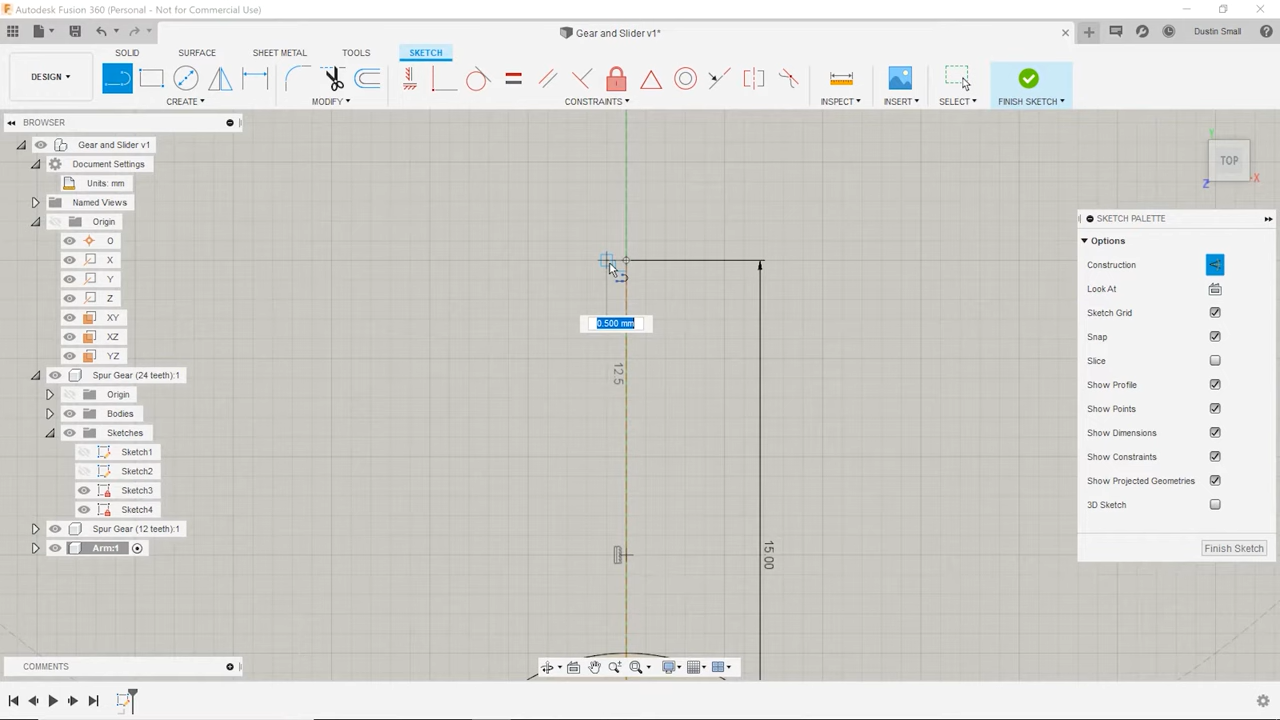 Autodesk Fusion 360 (Personal - Not for Commercial Use)
Gear and Slider v1*
Dustin Small
DESIGN
SOLID
SURFACE
SHEET METAL
TOOLS
SKETCH
CREATE
MODIFY
CONSTRAINTS
INSPECT
INSERT
SELECT
FINISH SKETCH
BROWSER
Gear and Slider v1
Document Settings
Units: mm
Named Views
Origin
O
X
Y
Z
XY
XZ
YZ
Spur Gear (24 teeth):1
Origin
Bodies
Sketches
Sketch1
Sketch2
Sketch3
Sketch4
Spur Gear (12 teeth):1
Arm:1
0.500 mm
12.5
15.00
Y
TOP
X
Z
SKETCH PALETTE
Options
Construction
Look At
Sketch Grid
Snap
Slice
Show Profile
Show Points
Show Dimensions
Show Constraints
Show Projected Geometries
3D Sketch
Finish Sketch
COMMENTS